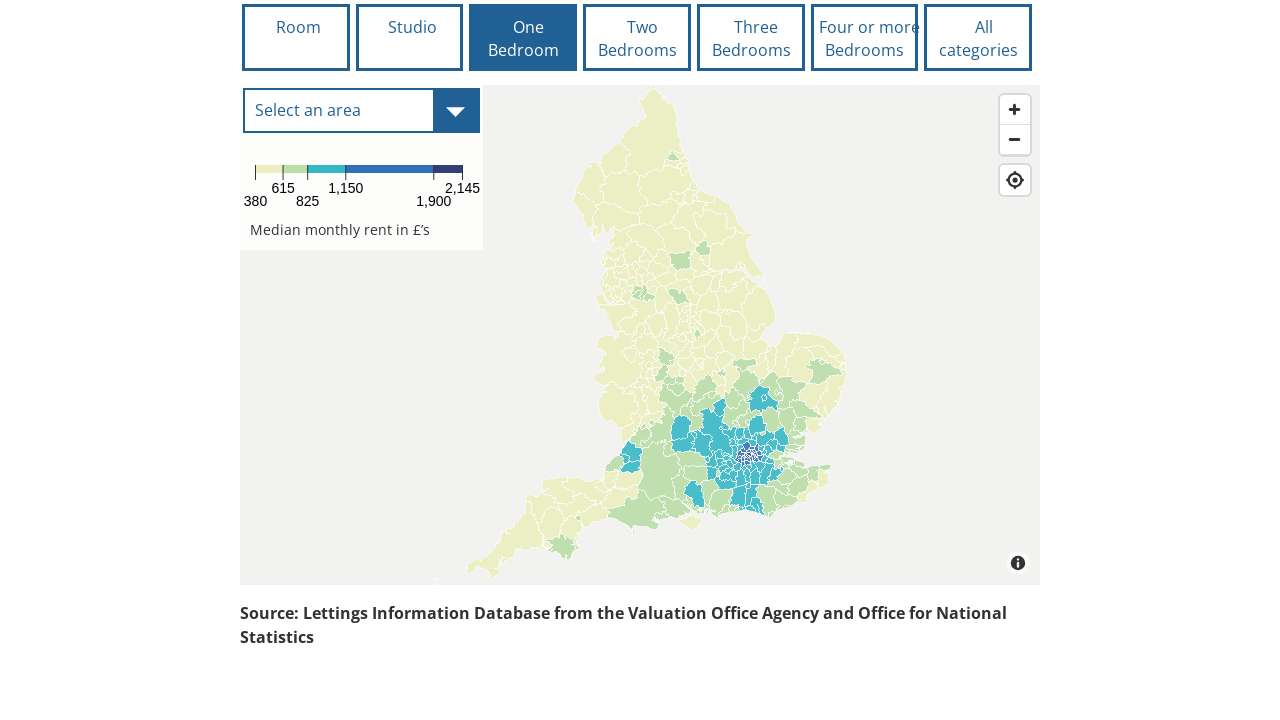 Room
Studio
One
Bedroom
Two
Bedrooms
Three
Bedrooms
Four or more
Bedrooms
All
categories
Select an area
615 1,150 2,145
380 825 1,900
Median monthly rent in £’s
Source: Lettings Information Database from the Valuation Office Agency and Office for National
Statistics